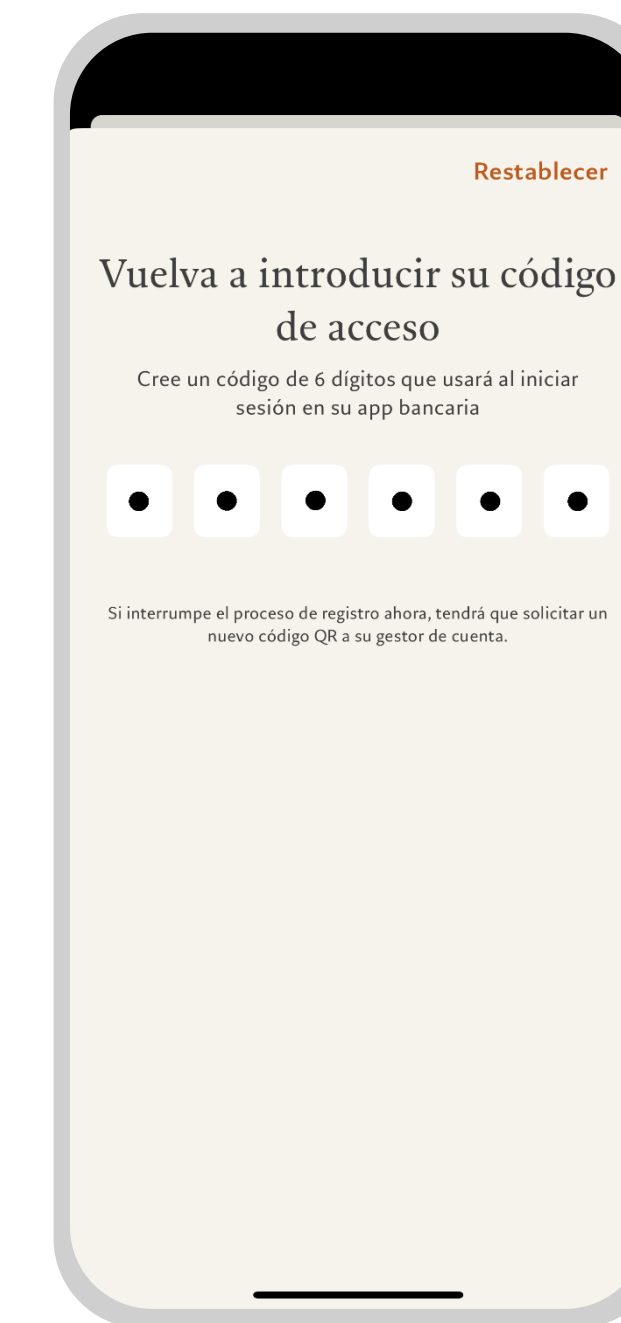 Restablecer
Vuelva a introducir su código
de acceso
Cree un código de 6 dígitos que usará al iniciar
sesión en su app bancaria
Si interrumpe el proceso de registro ahora, tendrá que solicitar un
nuevo código QR a su gestor de cuenta.